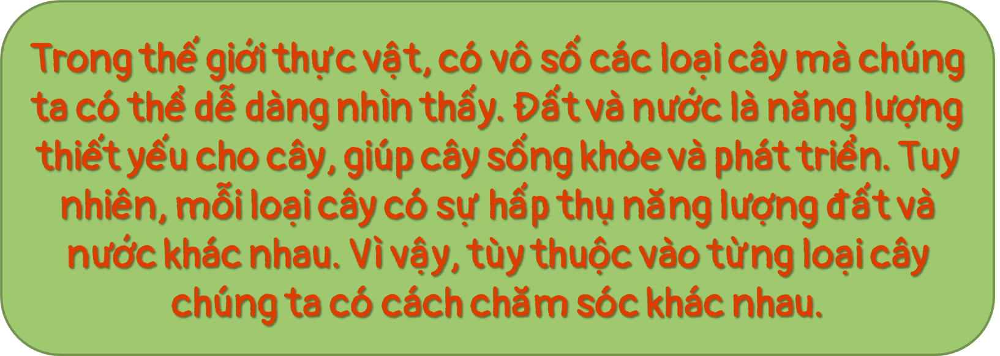 Trong thế giới thực vật, có vô số các loại cây mà chúng
ta có thể dễ dàng nhìn thấy. Đất và nước là năng lượng
thiết yếu cho cây, giúp cây sống khỏe và phát triển. Tuy
nhiên, mỗi loại cây có sự hấp thụ năng lượng đất và
nước khác nhau. Vì vậy, tùy thuộc vào từng loại cây
chúng ta có cách chăm sóc khác nhau.